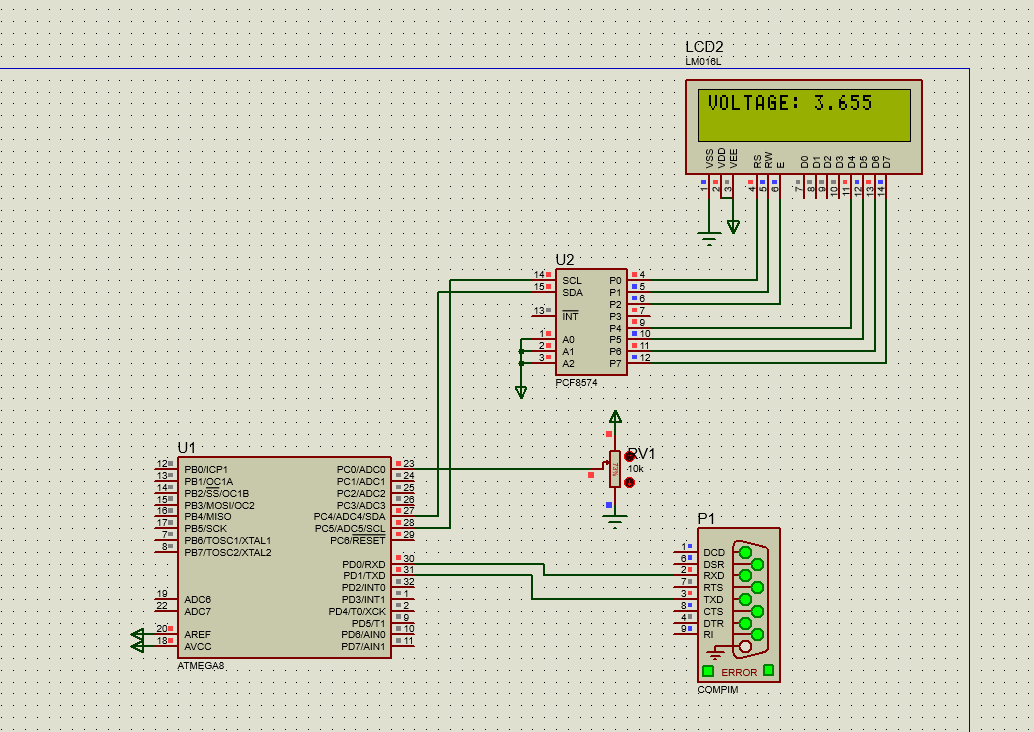 LCD2
LM016L
VOLTAGE: 3.655
VSS VDD VEE RS RW E D0 D1 D2 D3 D4 D5 D6 D7
1 2 3 4 5 6 7 8 9 10 11 12 13 14
U2
14 SCL P0 4
15 SDA P1 5
P2 6
13 INT P3 7
P4 9
1 A0 P5 10
2 A1 P6 11
3 A2 P7 12
PCF8574
RV1
10k
73%
U1
12 PB0/ICP1 PC0/ADC0 23
13 PB1/OC1A PC1/ADC1 24
14 PB2/SS/OC1B PC2/ADC2 25
15 PB3/MOSI/OC2 PC3/ADC3 26
16 PB4/MISO PC4/ADC4/SDA 27
17 PB5/SCK PC5/ADC5/SCL 28
7 PB6/TOSC1/XTAL1 PC6/RESET 29
8 PB7/TOSC2/XTAL2
PD0/RXD 30
PD1/TXD 31
PD2/INT0 32
19 ADC6 PD3/INT1 1
22 ADC7 PD4/T0/XCK 2
PD5/T1 9
20 AREF PD6/AIN0 10
18 AVCC PD7/AIN1 11
ATMEGA8
P1
1 DCD
6 DSR
2 RXD
7 RTS
3 TXD
8 CTS
4 DTR
9 RI
ERROR
COMPIM